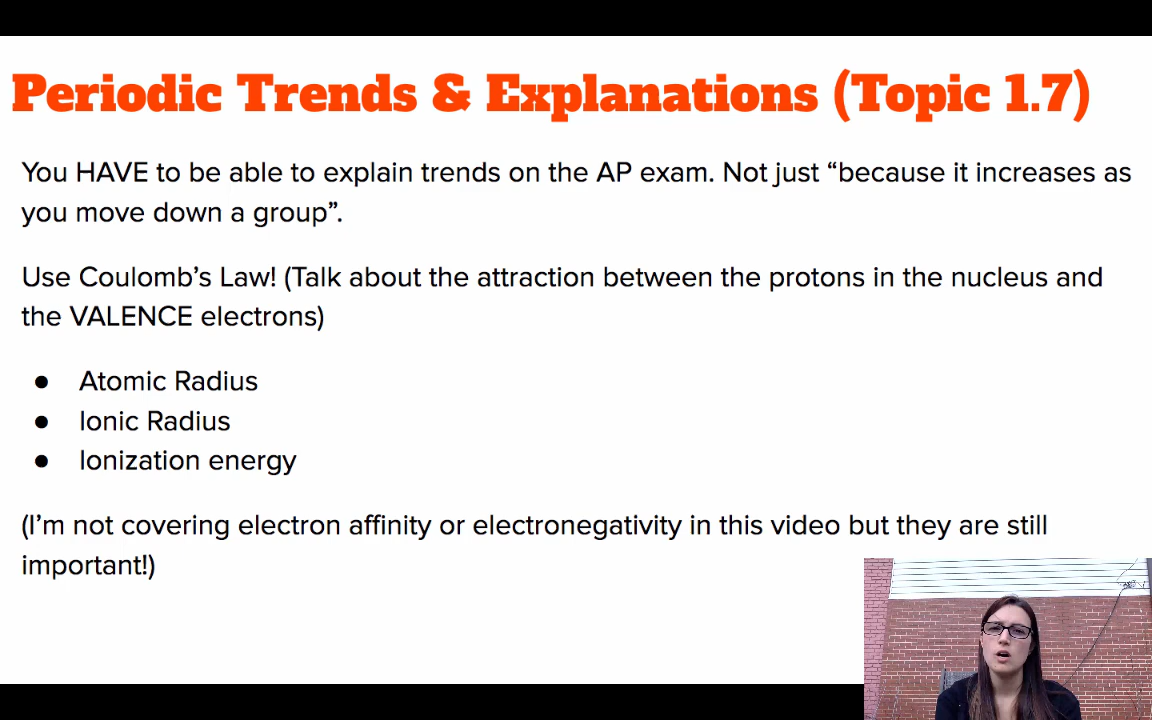 Periodic Trends & Explanations (Topic 1.7)
You HAVE to be able to explain trends on the AP exam. Not just “because it increases as
you move down a group”.
Use Coulomb’s Law! (Talk about the attraction between the protons in the nucleus and
the VALENCE electrons)
● Atomic Radius
● Ionic Radius
● Ionization energy
(I’m not covering electron affinity or electronegativity in this video but they are still
important!)